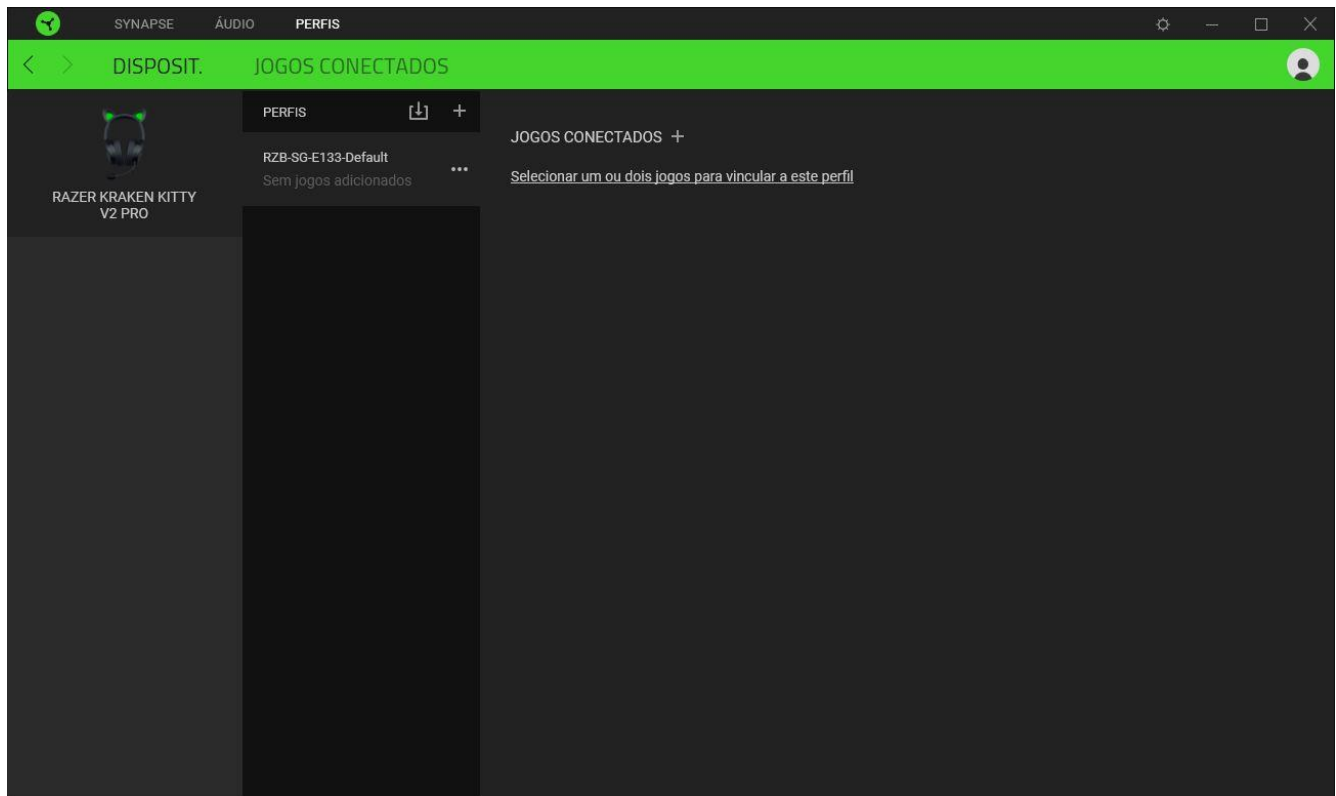 SYNAPSE ÁUDIO PERFIS
DISPOSIT. JOGOS CONECTADOS
RAZER KRAKEN KITTY
V2 PRO
PERFIS
RZB-SG-E133-Default
Sem jogos adicionados
JOGOS CONECTADOS +
Selecionar um ou dois jogos para vincular a este perfil